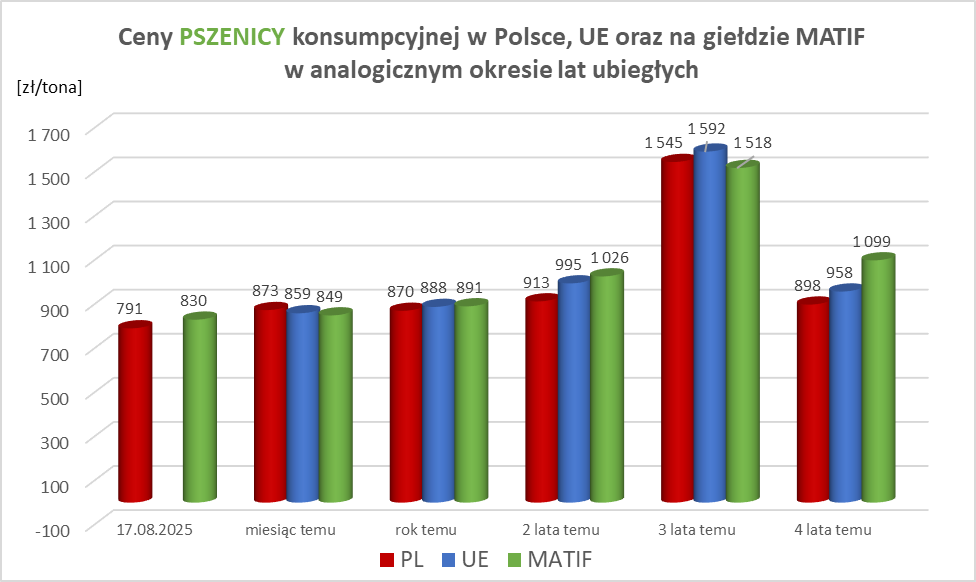 Ceny PSZENICY konsumpcyjnej w Polsce, UE oraz na giełdzie MATIF
w analogicznym okresie lat ubiegłych
[zł/tona]
1 700
1 500
1 300
1 100
900
700
500
300
100
-100
791 830
873 859 849
870 888 891
913 995 1 026
1 545 1 592 1 518
898 958 1 099
17.08.2025 miesiąc temu rok temu 2 lata temu 3 lata temu 4 lata temu
PL UE MATIF